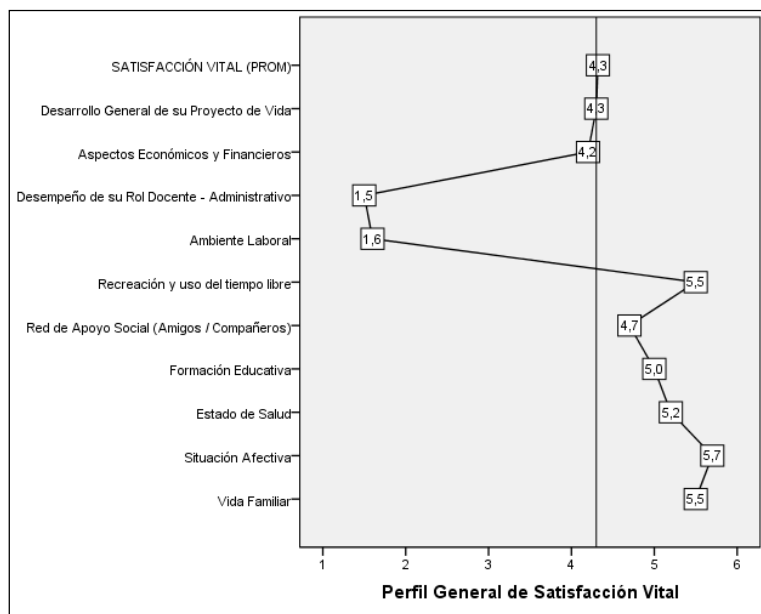 SATISFACCIÓN VITAL (PROM)
4,3
Desarrollo General de su Proyecto de Vida
4,3
Aspectos Económicos y Financieros
4,2
Desempeño de su Rol Docente - Administrativo
1,5
Ambiente Laboral
1,6
Recreación y uso del tiempo libre
5,5
Red de Apoyo Social (Amigos / Compañeros)
4,7
Formación Educativa
5,0
Estado de Salud
5,2
Situación Afectiva
5,7
Vida Familiar
5,5
1 2 3 4 5 6
Perfil General de Satisfacción Vital